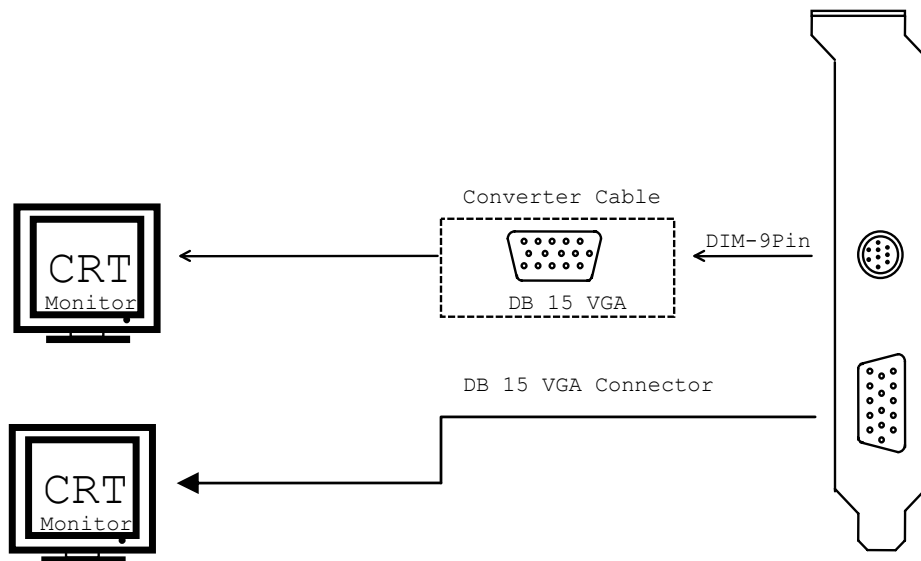 Converter Cable
DIM-9Pin
CRT
Monitor
DB 15 VGA
DB 15 VGA Connector
CRT
Monitor